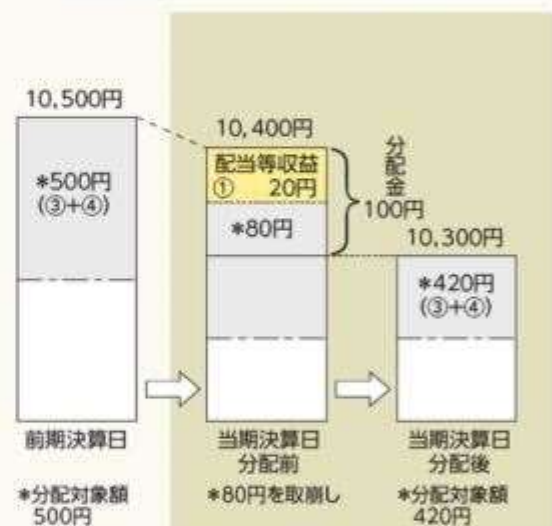 10,500円
*500円
(③+④)
前期決算日
*分配対象額
500円
10,400円
配当等収益
① 20円
*80円
分配金
100円
当期決算日
分配前
*80円を取崩し
10,300円
*420円
(③+④)
当期決算日
分配後
*分配対象額
420円